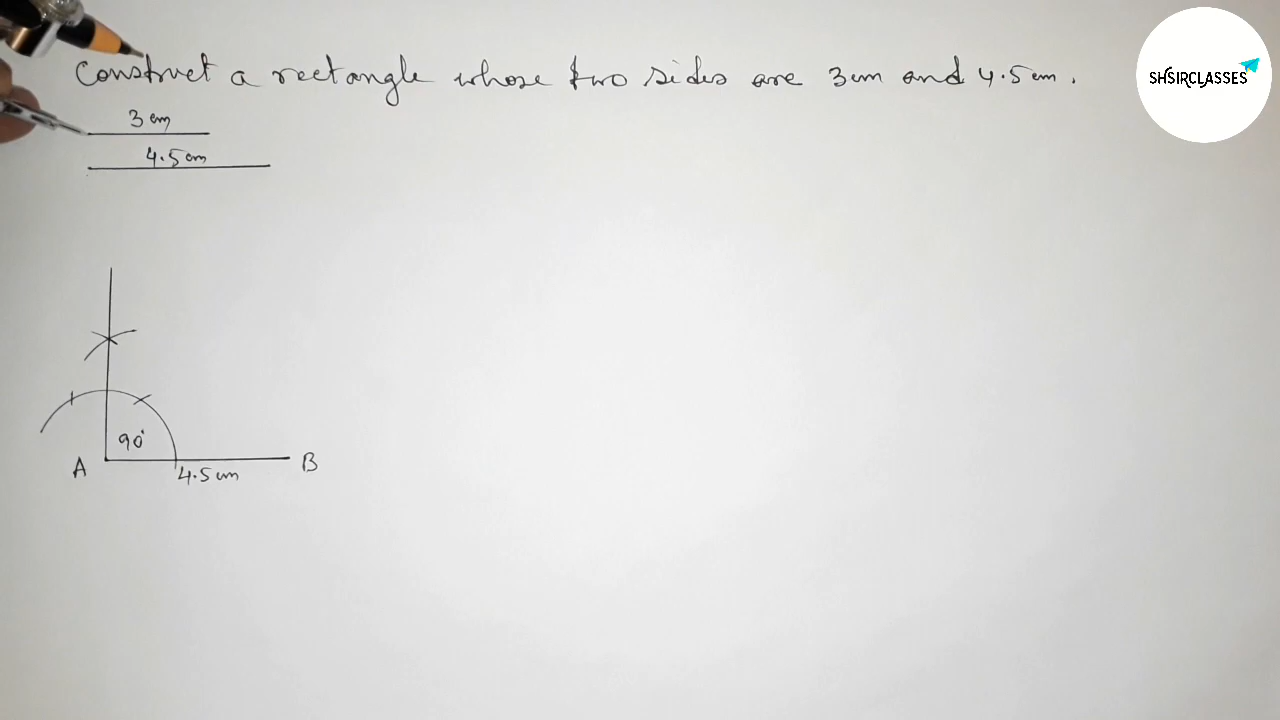 Construct a rectangle whose two sides are 3cm and 4.5cm.
SHSIRCLASSES
3cm
4.5cm
90°
A
B
4.5cm